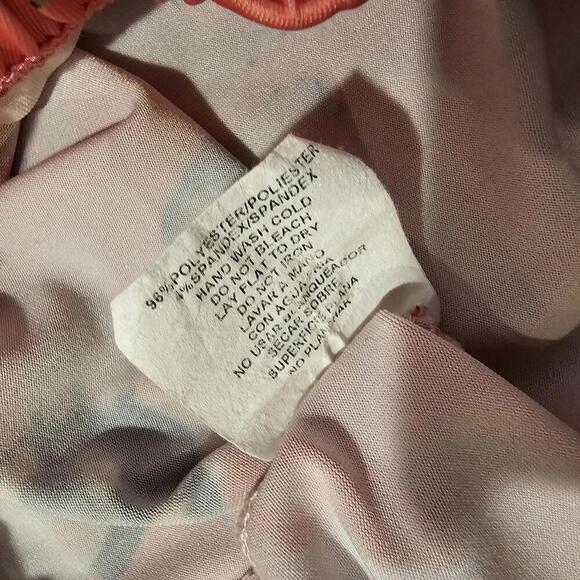 96%POLYESTER/POLIESTER
4%SPANDEX/SPANDEX
HAND WASH COLD
DO NOT BLEACH
LAY FLAT TO DRY
DO NOT IRON
LAVAR A MANO
CON AGUA FRIA
NO USAR BLANQUEADOR
SECAR SOBRE
SUPERFICIE PLANA
NO PLANCHAR